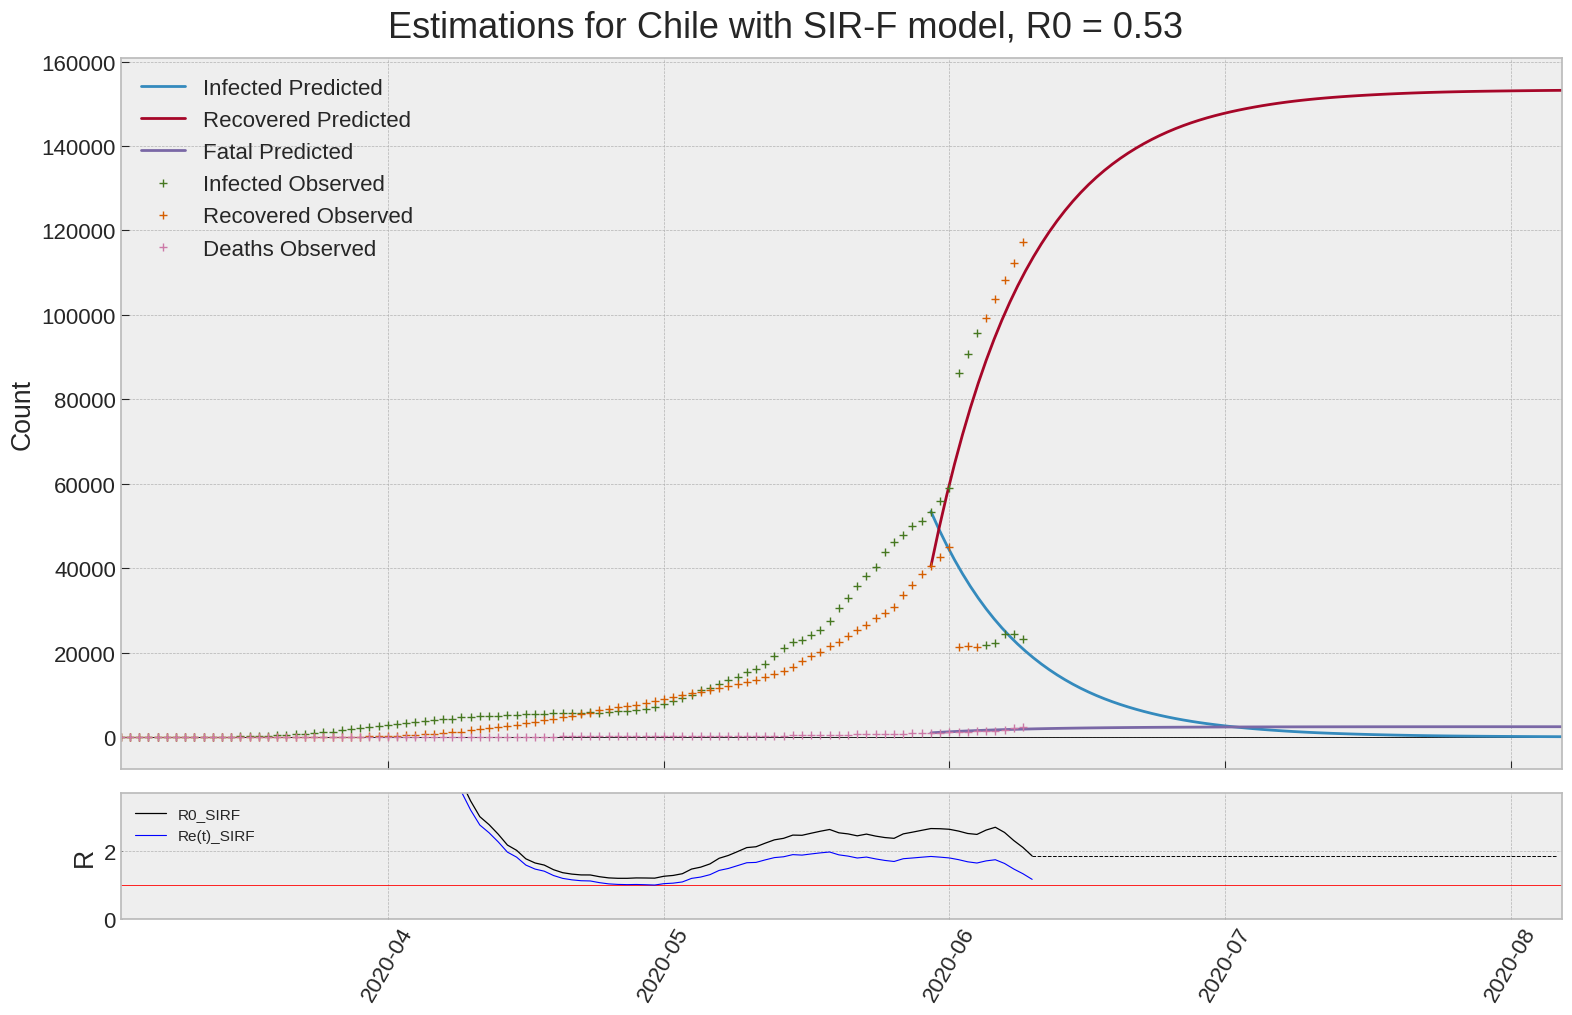 Estimations for Chile with SIR-F model, R0 = 0.53
160000
140000
120000
100000
80000
60000
40000
20000
0
Count
Infected Predicted
Recovered Predicted
Fatal Predicted
Infected Observed
Recovered Observed
Deaths Observed
R0_SIRF
Re(t)_SIRF
R
2
0
2020-04
2020-05
2020-06
2020-07
2020-08